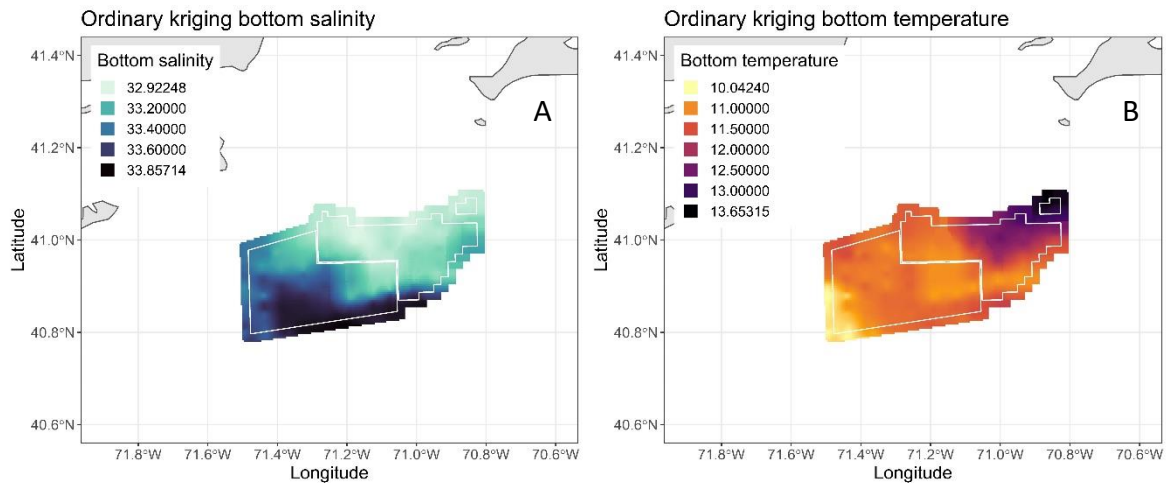 Ordinary kriging bottom salinity
Bottom salinity
32.92248
33.20000
33.40000
33.60000
33.85714
A
41.4°N
41.2°N
41.0°N
40.8°N
40.6°N
Latitude
71.8°W 71.6°W 71.4°W 71.2°W 71.0°W 70.8°W 70.6°W
Longitude
Ordinary kriging bottom temperature
Bottom temperature
10.04240
11.00000
11.50000
12.00000
12.50000
13.00000
13.65315
B
41.4°N
41.2°N
41.0°N
40.8°N
40.6°N
Latitude
71.8°W 71.6°W 71.4°W 71.2°W 71.0°W 70.8°W 70.6°W
Longitude